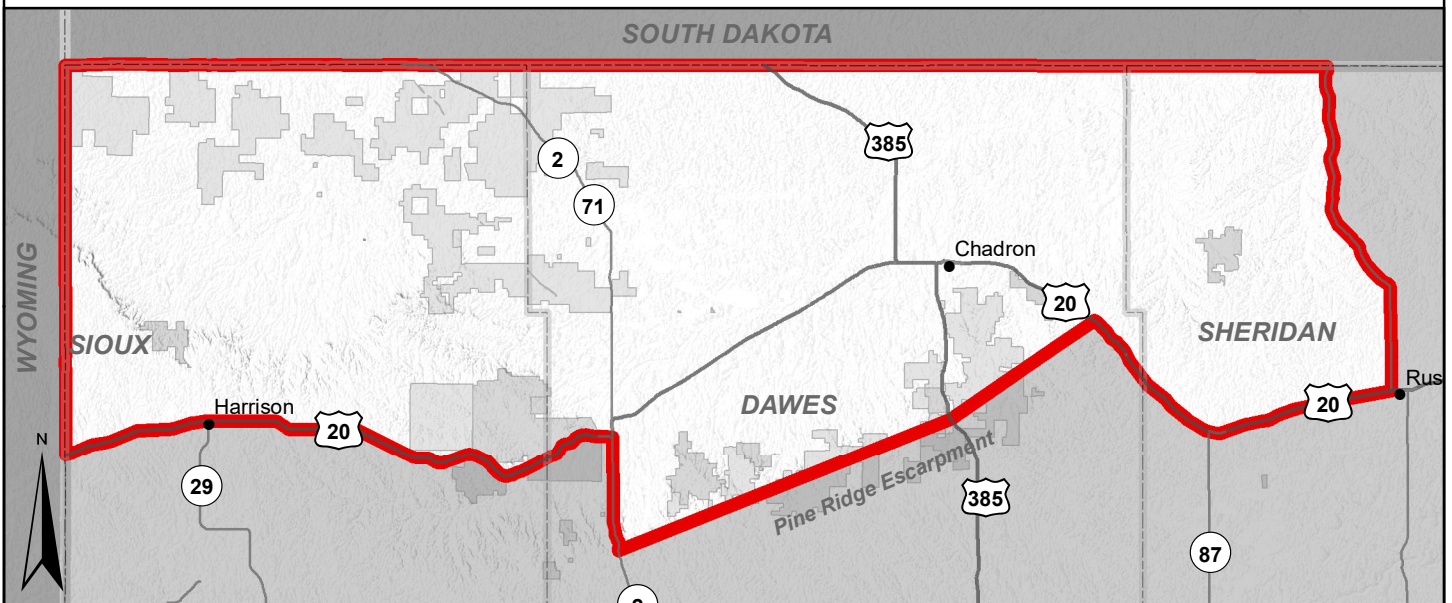 SOUTH DAKOTA
385
2
71
Chadron
WYOMING
20
SHERIDAN
SIOUX
Harrison
DAWES
Rus
20
20
N
Pine Ridge Escarpment
29
385
87